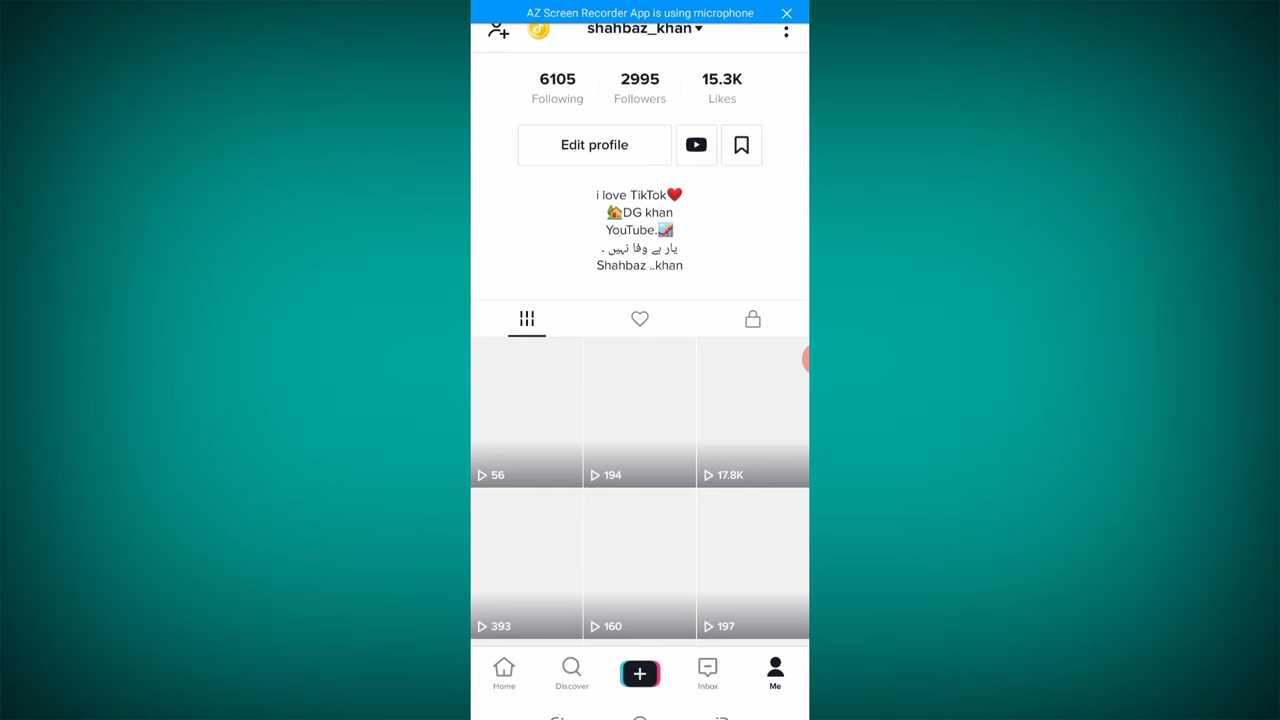 AZ Screen Recorder App is using microphone
shahbaz_khan
6105 2995 15.3K
Following Followers Likes
Edit profile
i love TikTok❤️
🏡DG khan
YouTube.
یار بے وفا نہیں ۔
Shahbaz ..khan
56 194 17.8K
393 160 197
Home Discover Inbox Me